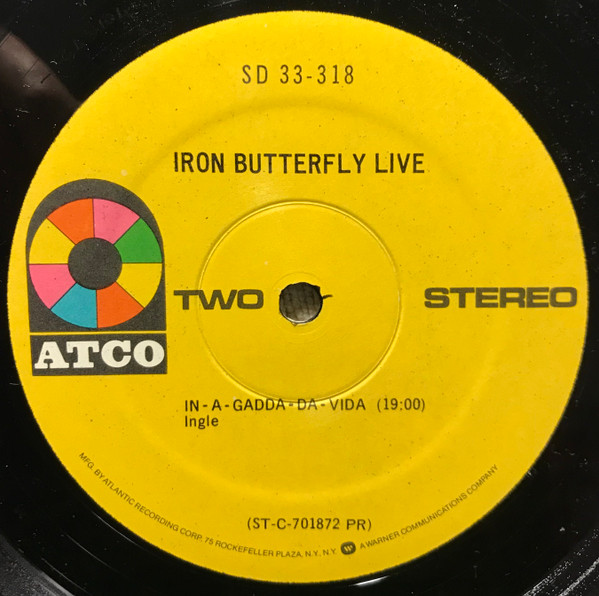 SD 33-318
IRON BUTTERFLY LIVE
ATCO
TWO
STEREO
IN-A-GADDA-DA-VIDA (19:00)
Ingle
(ST-C-701872 PR)
MFG. BY ATLANTIC RECORDING CORP. 75 ROCKEFELLER PLAZA, N.Y. N.Y. W A WARNER COMMUNICATIONS COMPANY